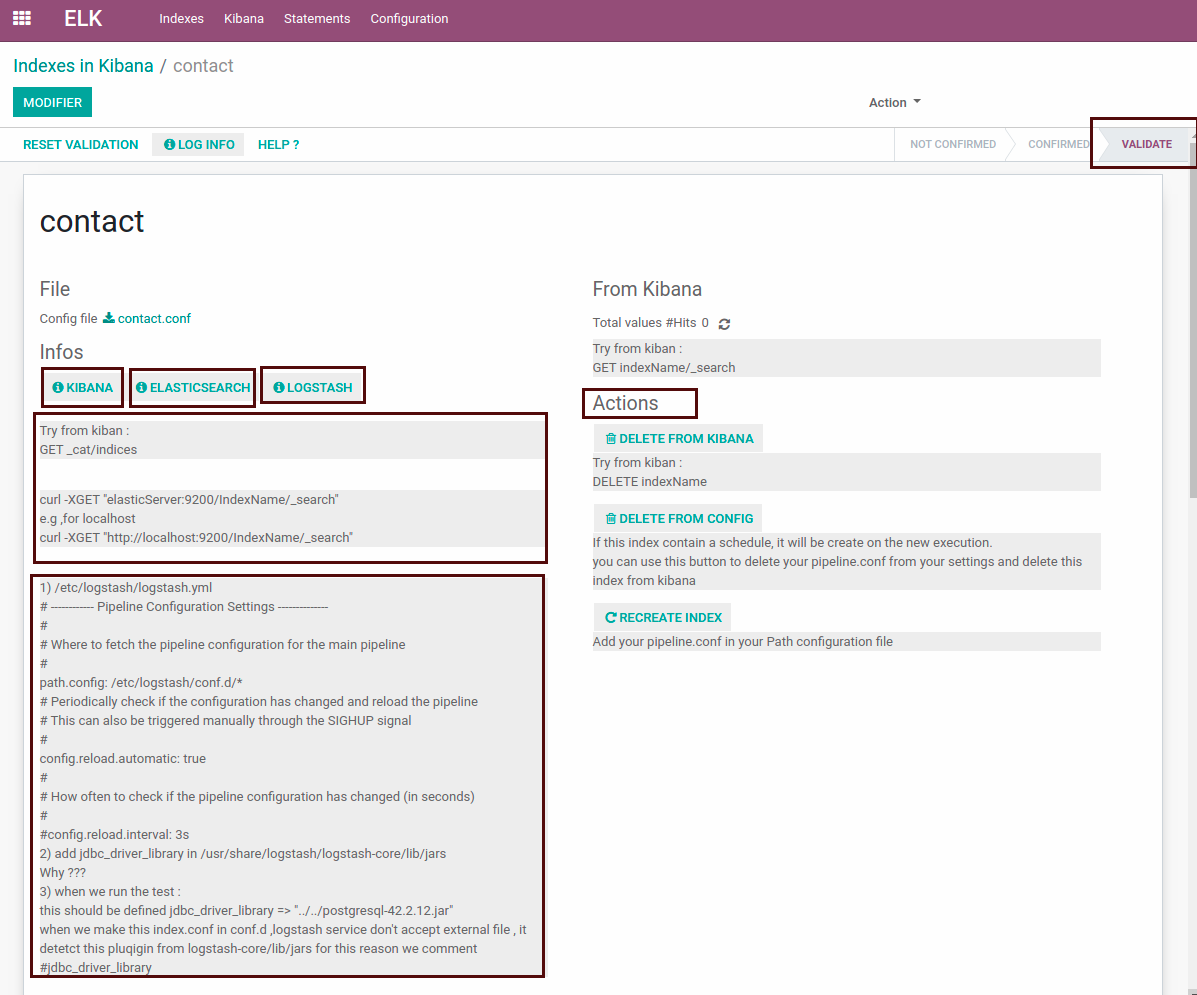 ELK
Indexes
Kibana
Statements
Configuration
Indexes in Kibana / contact
MODIFIER
Action
RESET VALIDATION
LOG INFO
HELP ?
NOT CONFIRMED
CONFIRMED
VALIDATE
contact
File
Config file contact.conf
Infos
KIBANA
ELASTICSEARCH
LOGSTASH
Try from kiban :
GET _cat/indices
curl -XGET "elasticServer:9200/IndexName/_search"
e.g ,for localhost
curl -XGET "http://localhost:9200/IndexName/_search"
1) /etc/logstash/logstash.yml
# ------------ Pipeline Configuration Settings --------------
#
# Where to fetch the pipeline configuration for the main pipeline
#
path.config: /etc/logstash/conf.d/*
# Periodically check if the configuration has changed and reload the pipeline
# This can also be triggered manually through the SIGHUP signal
#
config.reload.automatic: true
#
# How often to check if the pipeline configuration has changed (in seconds)
#
#config.reload.interval: 3s
2) add jdbc_driver_library in /usr/share/logstash/logstash-core/lib/jars
Why ???
3) when we run the test :
this should be defined jdbc_driver_library => "../../postgresql-42.2.12.jar"
when we make this index.conf in conf.d ,logstash service don't accept external file , it
detetct this pluqigin from logstash-core/lib/jars for this reason we comment
#jdbc_driver_library
From Kibana
Total values #Hits 0
Try from kiban :
GET indexName/_search
Actions
DELETE FROM KIBANA
Try from kiban :
DELETE indexName
DELETE FROM CONFIG
If this index contain a schedule, it will be create on the new execution.
you can use this button to delete your pipeline.conf from your settings and delete this
index from kibana
RECREATE INDEX
Add your pipeline.conf in your Path configuration file